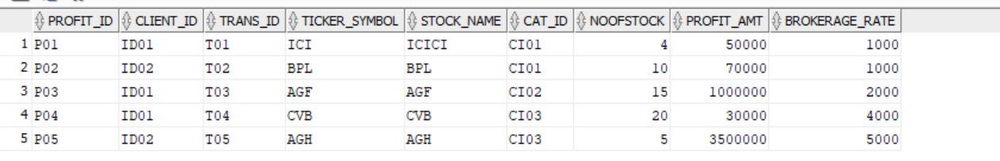 PROFIT_ID CLIENT_ID TRANS_ID TICKER_SYMBOL STOCK_NAME CAT_ID NOOFSTOCK PROFIT_AMT BROKERAGE_RATE
1 P01 ID01 T01 ICI ICICI CI01 4 50000 1000
2 P02 ID02 T02 BPL BPL CI01 10 70000 1000
3 P03 ID01 T03 AGF AGF CI02 15 1000000 2000
4 P04 ID01 T04 CVB CVB CI03 20 30000 4000
5 P05 ID02 T05 AGH AGH CI03 5 3500000 5000